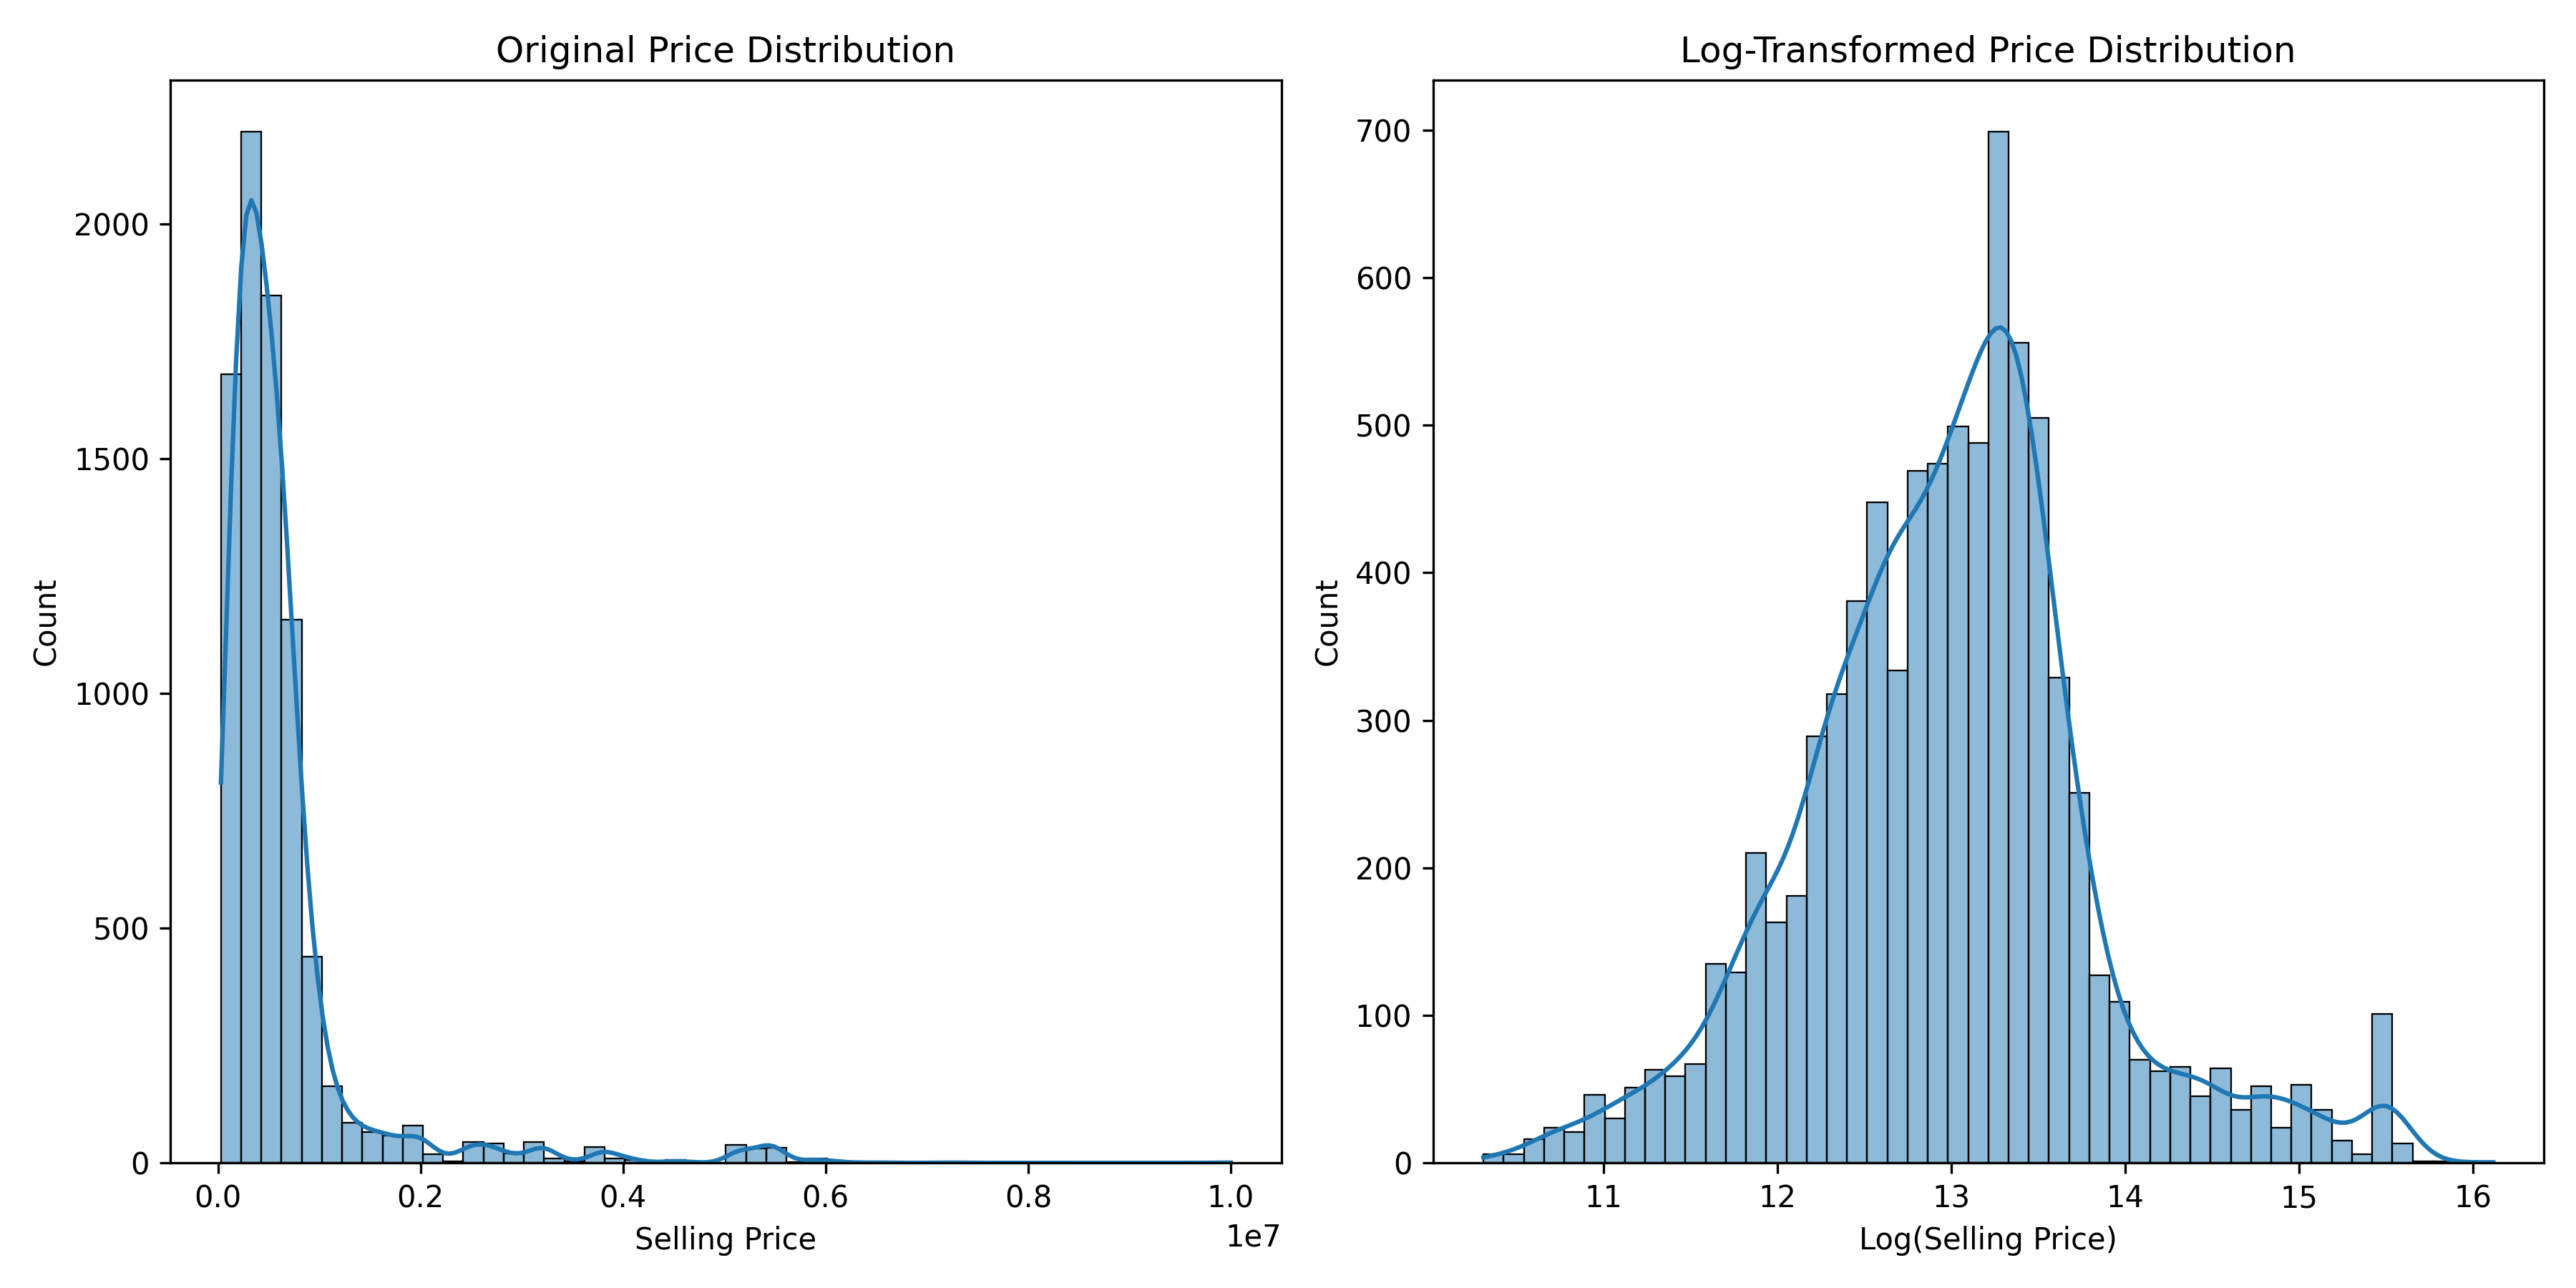 Original Price Distribution
Count
2000
1500
1000
500
0
0.0 0.2 0.4 0.6 0.8 1.0
1e7
Selling Price
Log-Transformed Price Distribution
Count
700
600
500
400
300
200
100
0
11 12 13 14 15 16
Log(Selling Price)